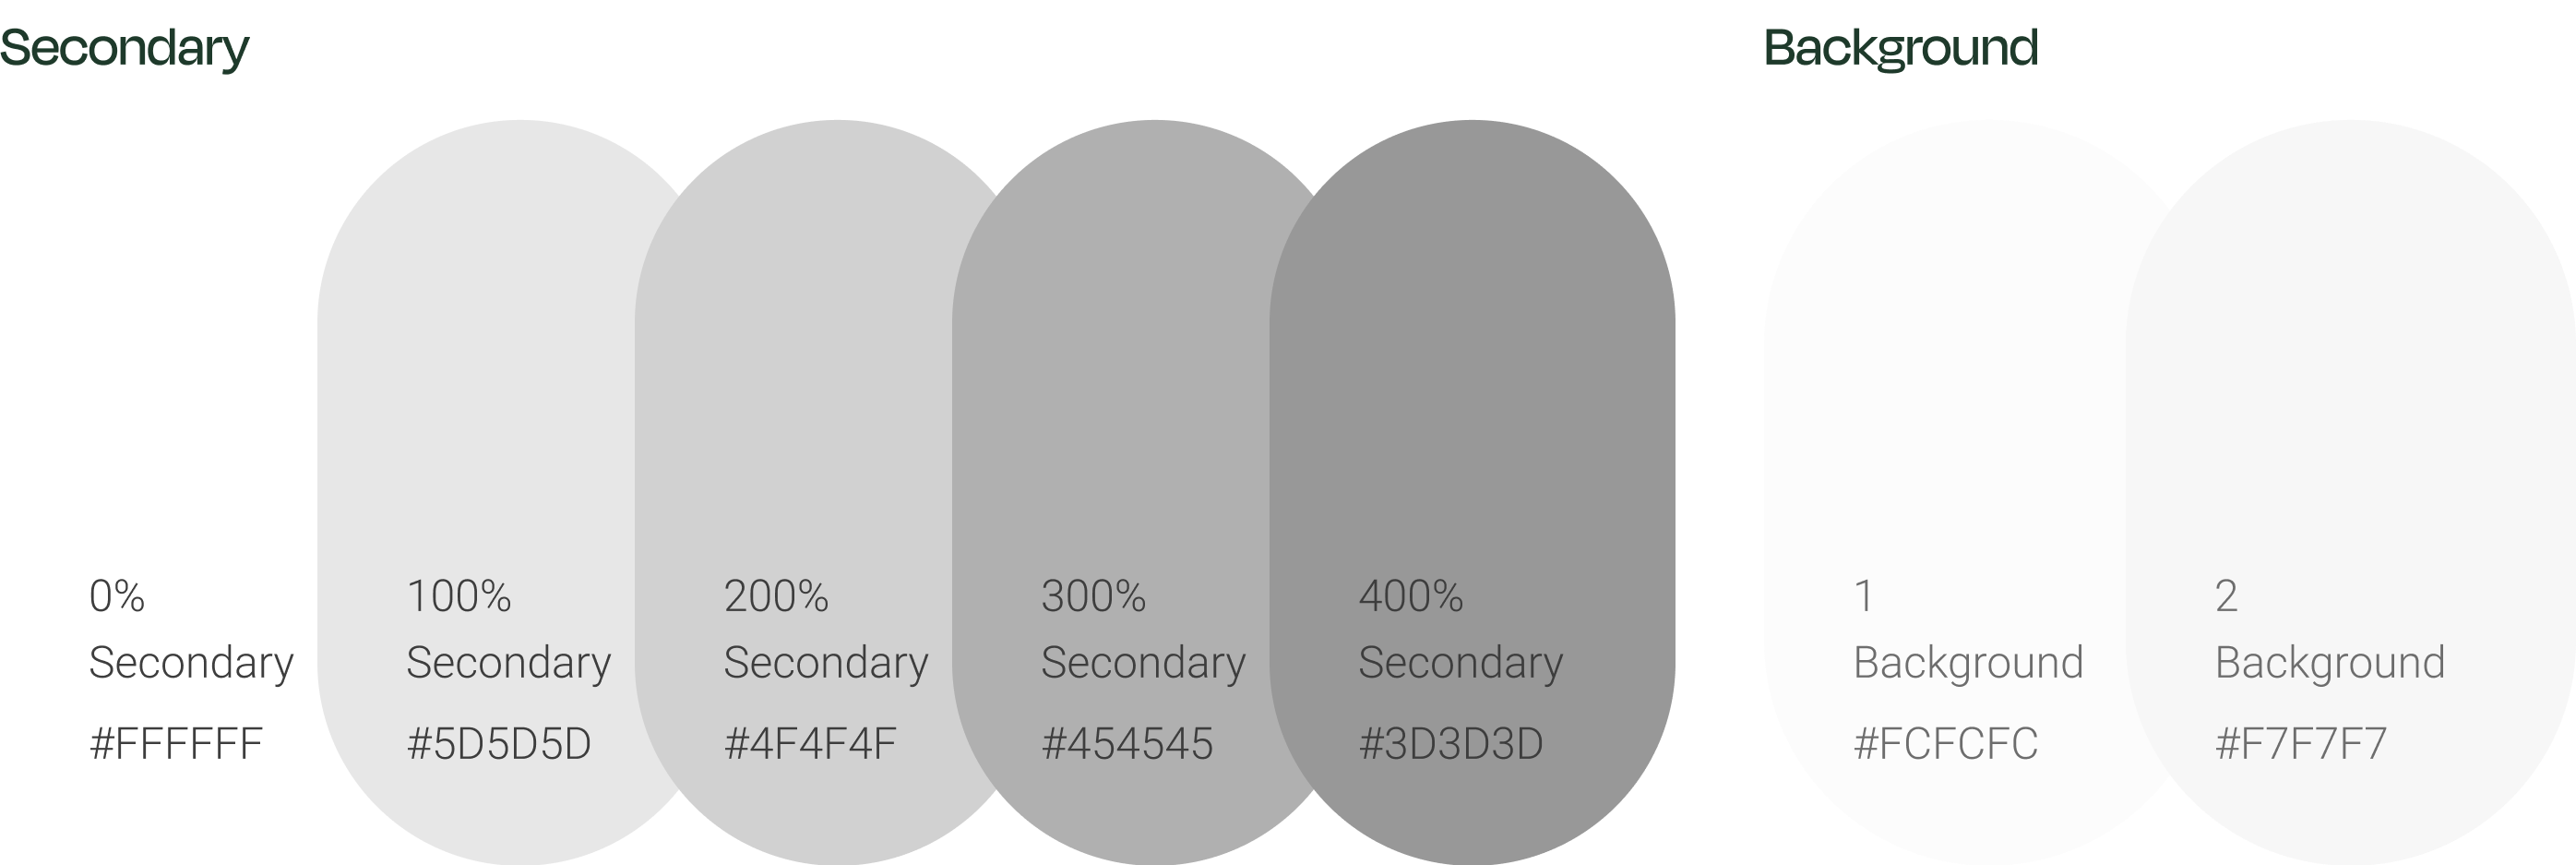 Secondary
Background
0%
Secondary
#FFFFFF
100%
Secondary
#5D5D5D
200%
Secondary
#4F4F4F
300%
Secondary
#454545
400%
Secondary
#3D3D3D
1
Background
#FCFCFC
2
Background
#F7F7F7